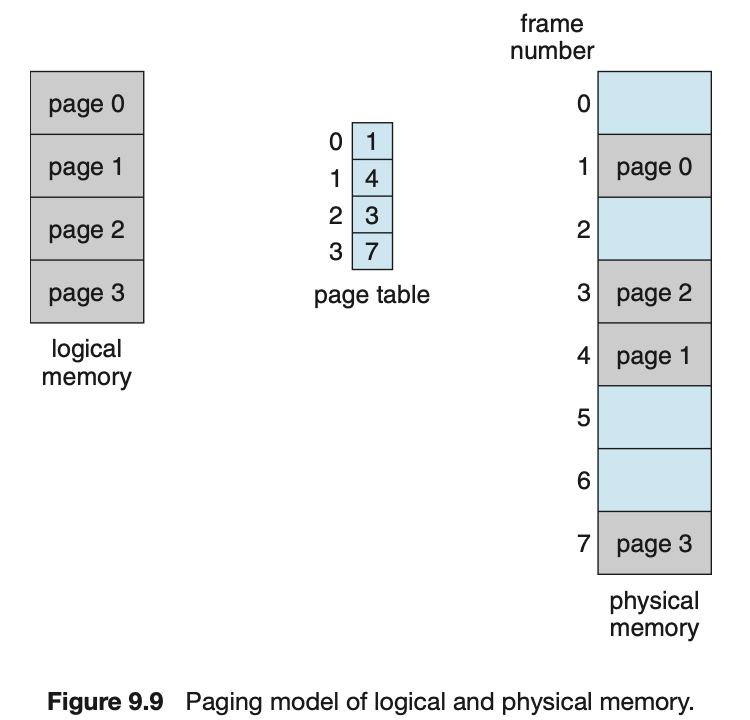 page 0
page 1
page 2
page 3
logical
memory
0 1
1 4
2 3
3 7
page table
frame
number
0
1 page 0
2
3 page 2
4 page 1
5
6
7 page 3
physical
memory
Figure 9.9 Paging model of logical and physical memory.